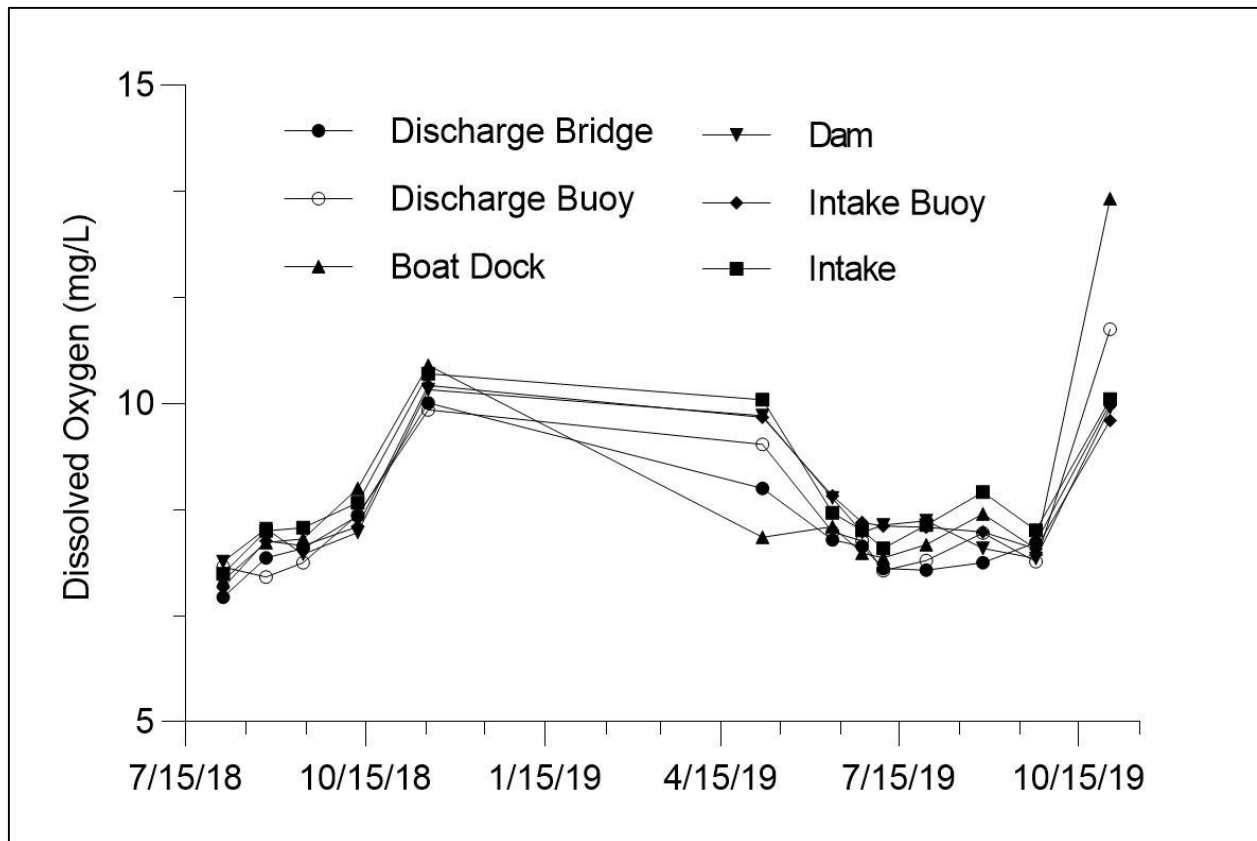 15
Discharge Bridge
Dam
Discharge Buoy
Intake Buoy
Boat Dock
Intake
Dissolved Oxygen (mg/L)
10
5
7/15/18 10/15/18 1/15/19 4/15/19 7/15/19 10/15/19